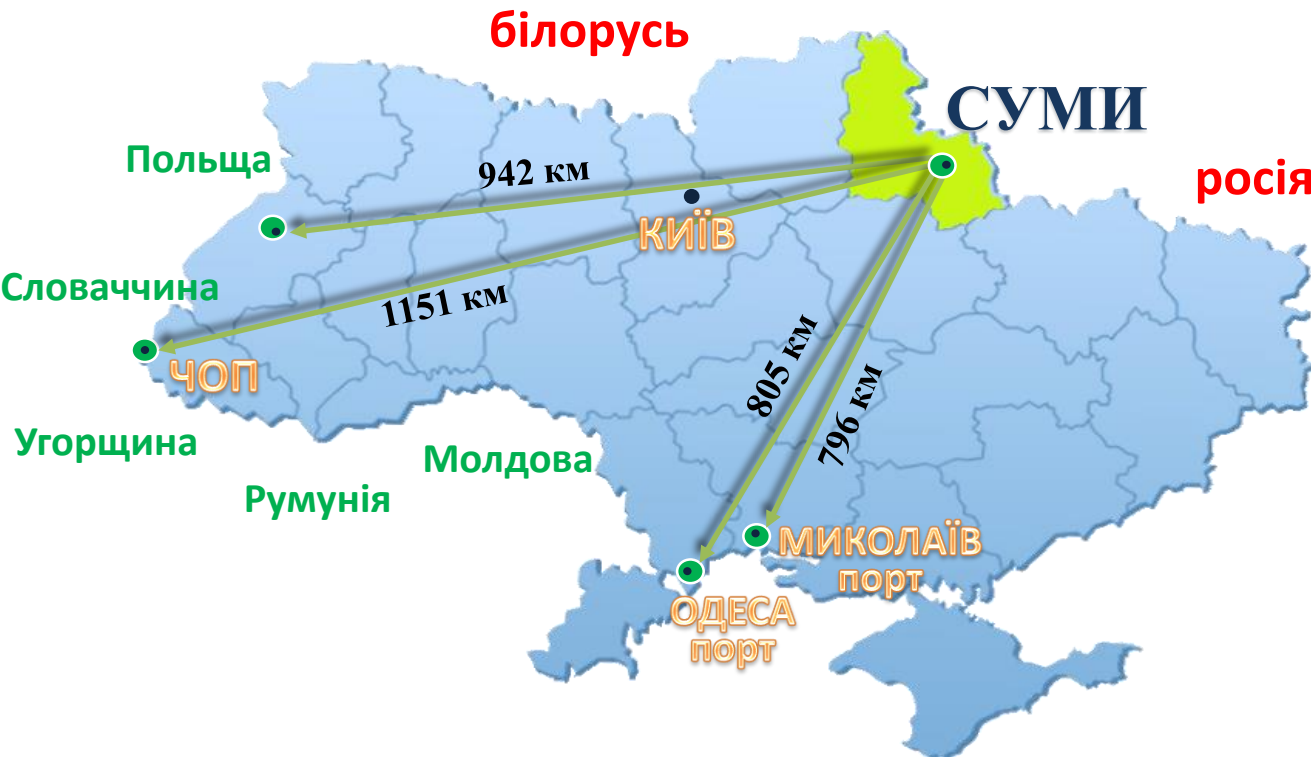 білорусь
СУМИ
Польща
942 км
росія
КИЇВ
Словаччина
1151 км
ЧОП
805 км
796 км
Угорщина
Молдова
Румунія
МИКОЛАЇВ
порт
ОДЕСА
порт